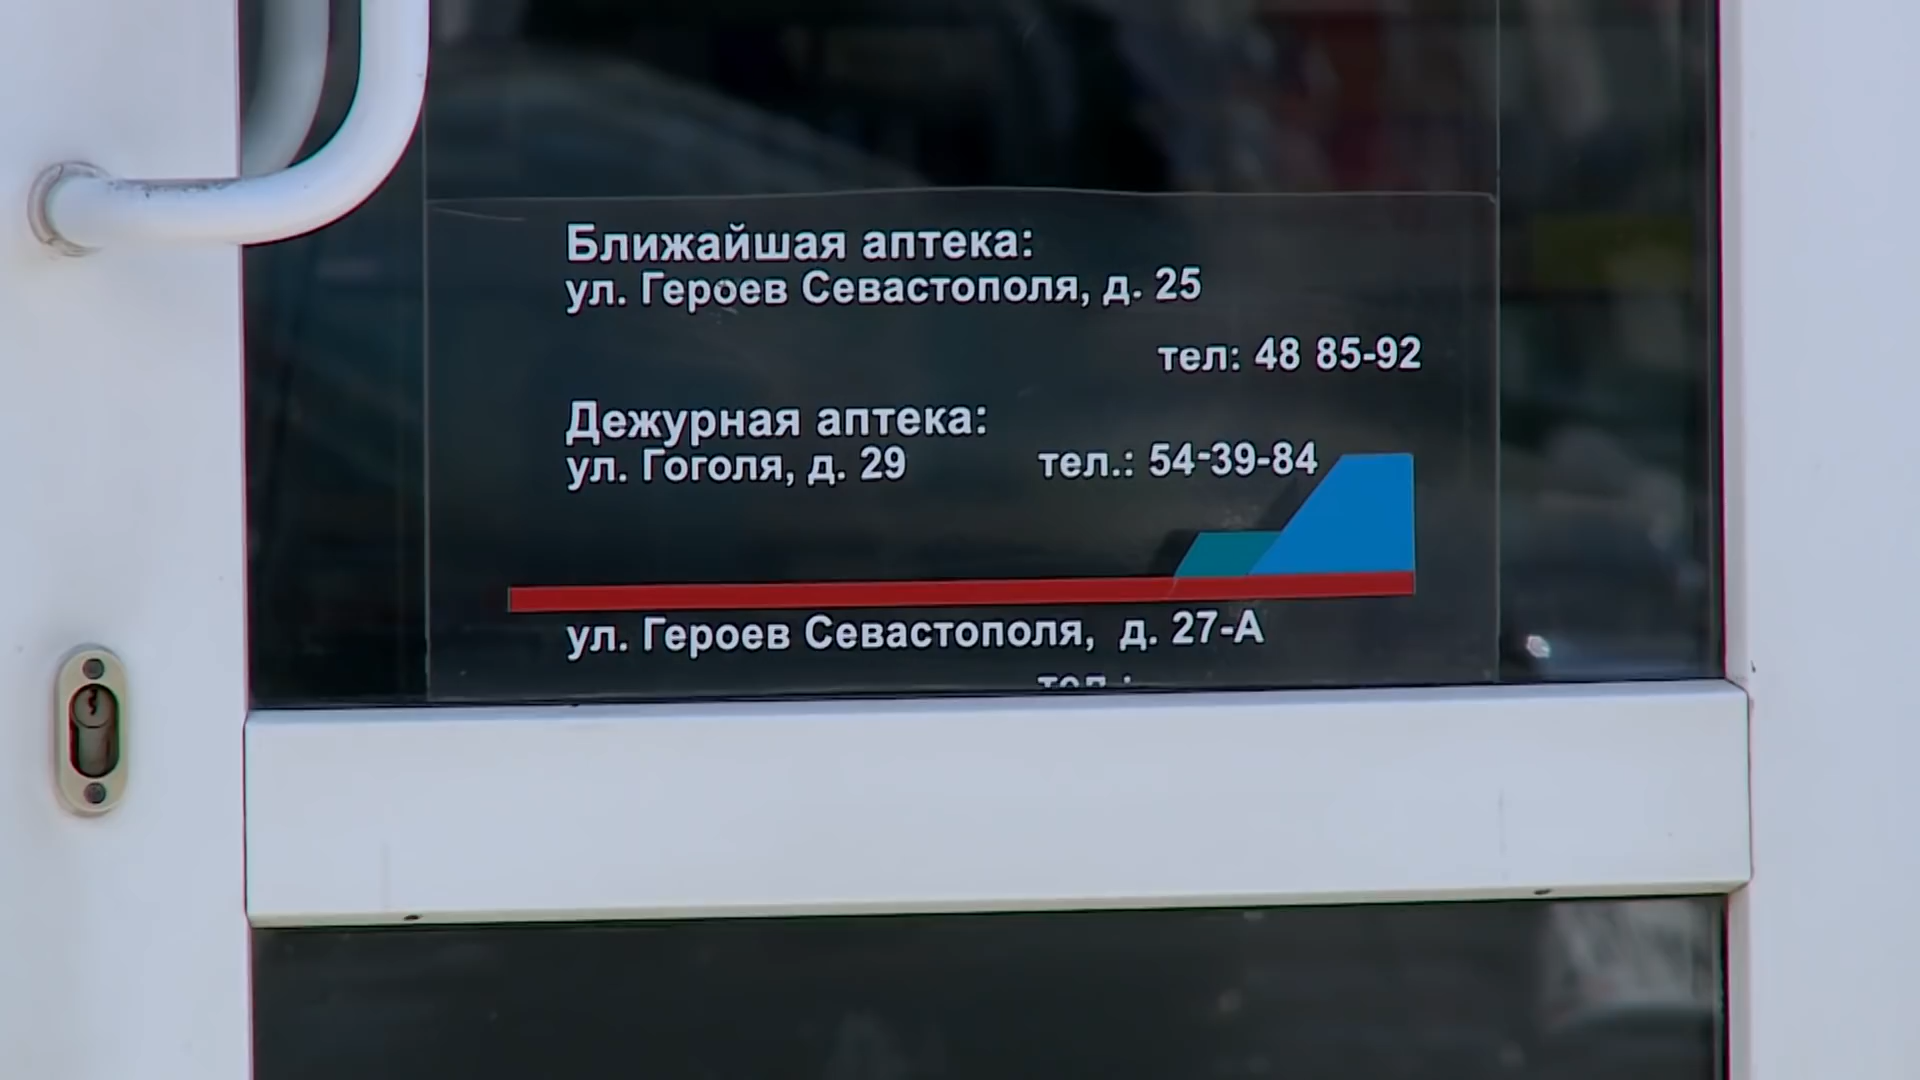 Ближайшая аптека:
ул. Героев Севастополя, д. 25
тел: 48 85-92
Дежурная аптека:
ул. Гоголя, д. 29 тел.: 54-39-84
ул. Героев Севастополя, д. 27-А
тел.: